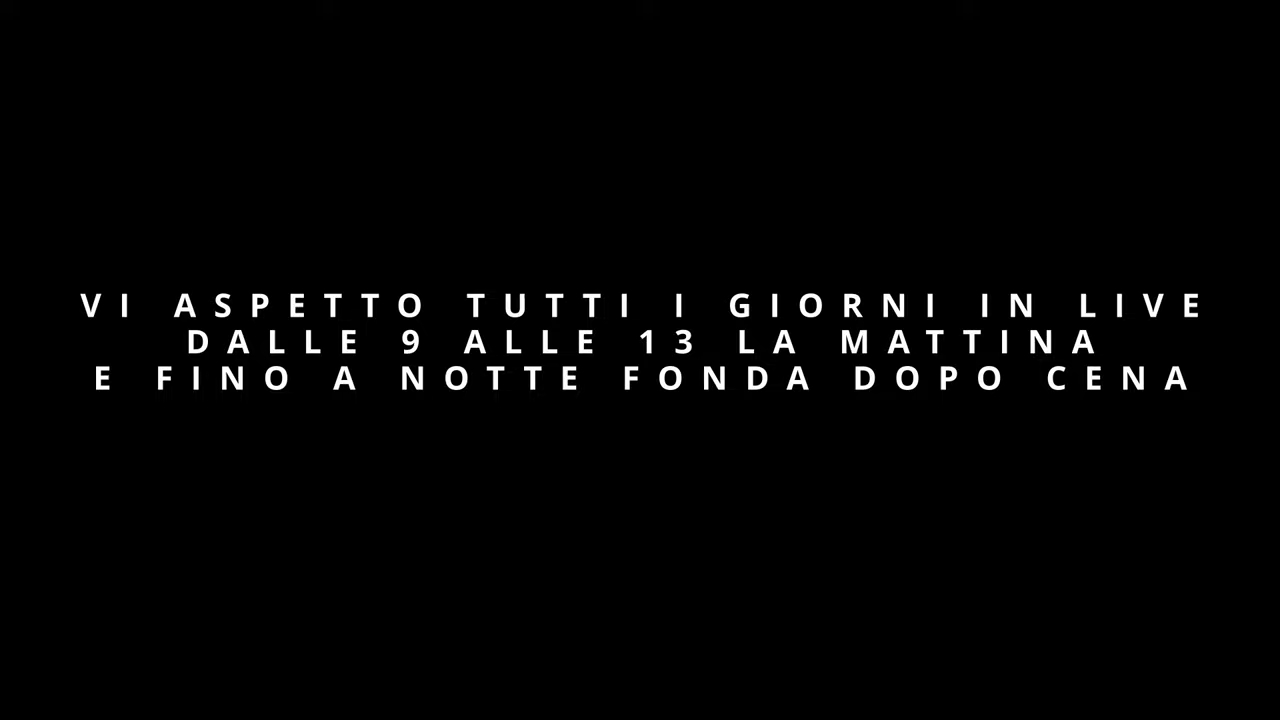 VI ASPETTO TUTTI I GIORNI IN LIVE
DALLE 9 ALLE 13 LA MATTINA
E FINO A NOTTE FONDA DOPO CENA